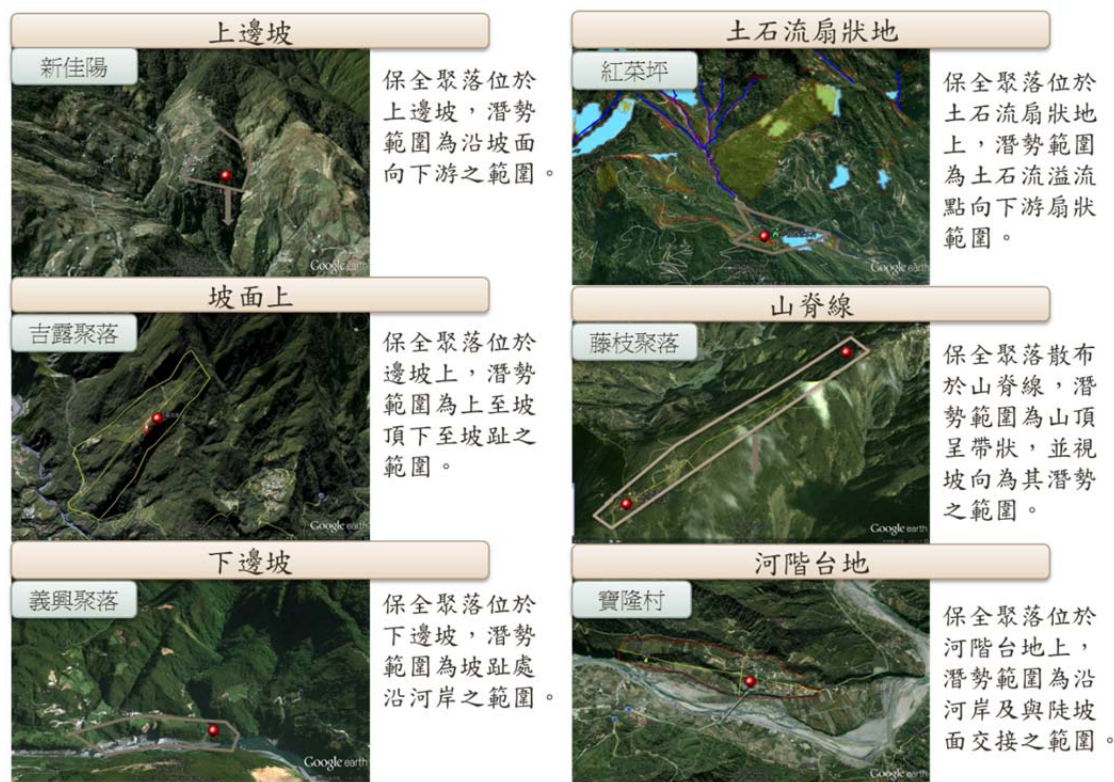 上邊坡
新佳陽
保全聚落位於
上邊坡，潛勢
範圍為沿坡面
向下游之範圍。
Google earth
坡面上
吉露聚落
保全聚落位於
邊坡上，潛勢
範圍為上至坡
頂下至坡趾之
範圍。
Google earth
下邊坡
義興聚落
保全聚落位於
下邊坡，潛勢
範圍為坡趾處
沿河岸之範圍。
Google earth
土石流扇狀地
紅菜坪
保全聚落位於
土石流扇狀地
上，潛勢範圍
為土石流溢流
點向下游扇狀
範圍。
Google earth
山脊線
藤枝聚落
保全聚落散布
於山脊線，潛
勢範圍為山頂
呈帶狀，並視
坡向為其潛勢
之範圍。
Google earth
河階台地
寶隆村
保全聚落位於
河階台地上，
潛勢範圍為沿
河岸及與陡坡
面交接之範圍。
Google earth